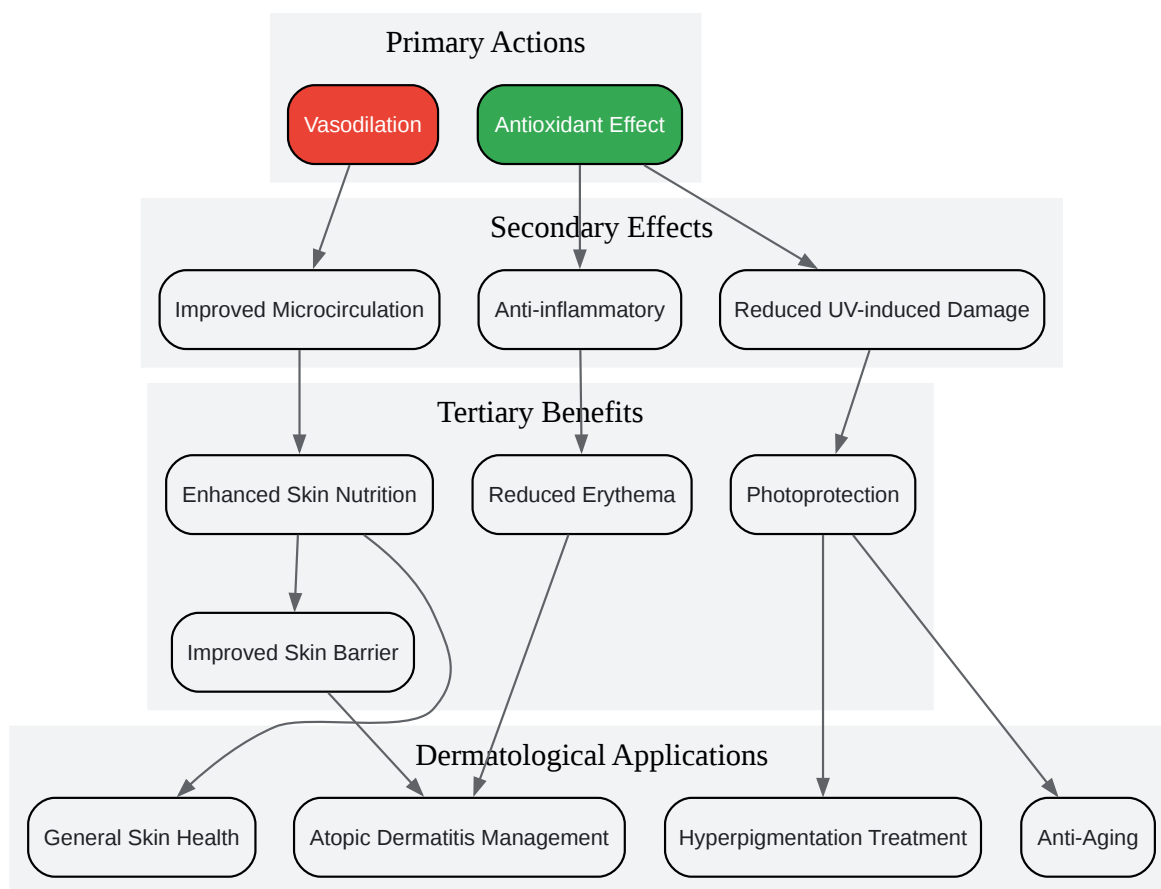 Primary Actions
Vasodilation
Antioxidant Effect
Secondary Effects
Improved Microcirculation
Anti-inflammatory
Reduced UV-induced Damage
Tertiary Benefits
Enhanced Skin Nutrition
Reduced Erythema
Photoprotection
Improved Skin Barrier
Dermatological Applications
General Skin Health
Atopic Dermatitis Management
Hyperpigmentation Treatment
Anti-Aging